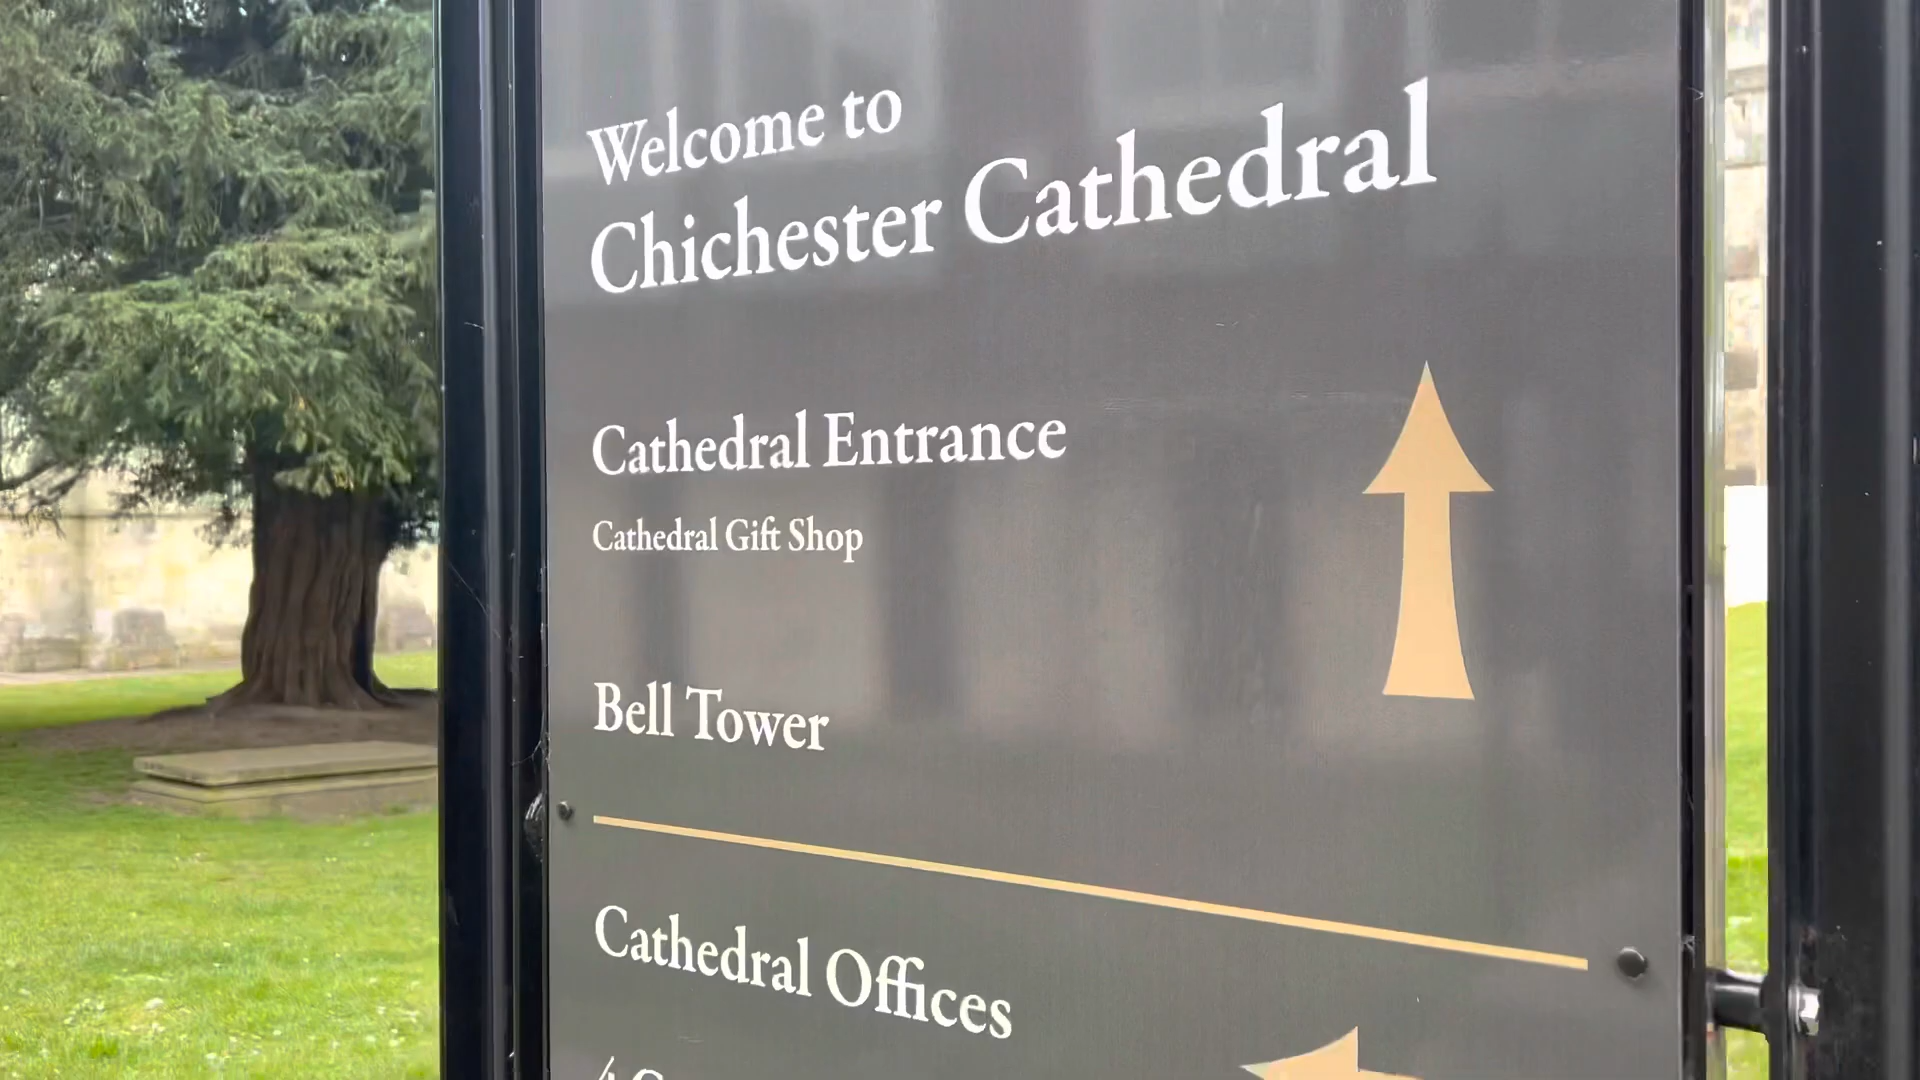 Welcome to
Chichester Cathedral
Cathedral Entrance
Cathedral Gift Shop
Bell Tower
Cathedral Offices